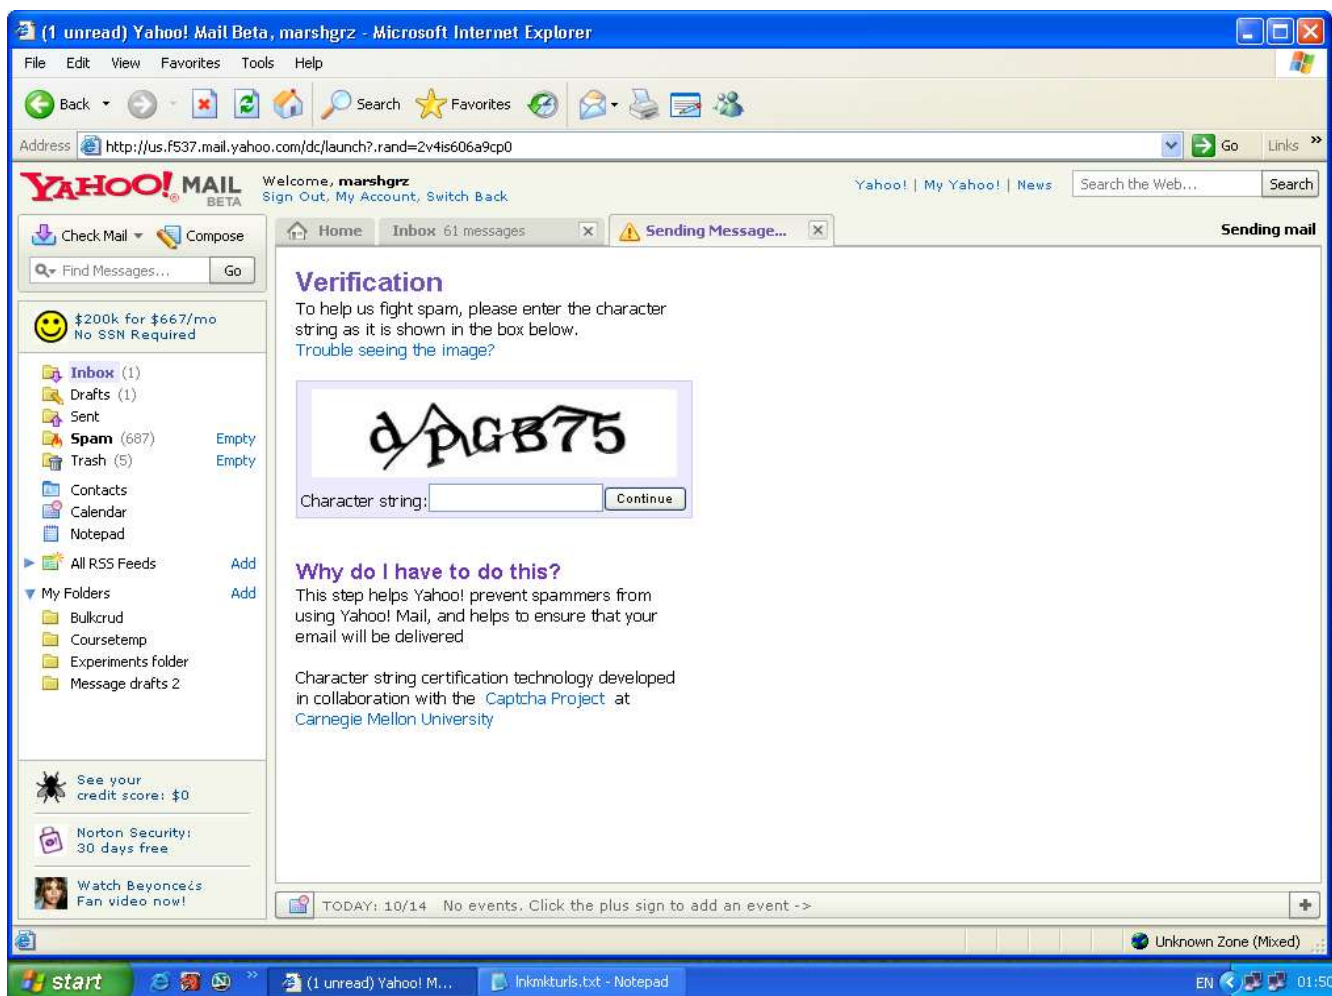 (1 unread) Yahoo! Mail Beta, marshgrz - Microsoft Internet Explorer
File Edit View Favorites Tools Help
Back Search Favorites
Address http://us.f537.mail.yahoo.com/dc/launch?.rand=2v4is606a9cp0 Go Links »
YAHOO! MAIL BETA
Welcome, marshgrz
Sign Out, My Account, Switch Back
Yahoo! | My Yahoo! | News Search the Web... Search
Check Mail Compose
Find Messages... Go
Home Inbox 61 messages Sending Message... Sending mail
$200k for $667/mo
No SSN Required
Inbox (1)
Drafts (1)
Sent
Spam (687) Empty
Trash (5) Empty
Contacts
Calendar
Notepad
All RSS Feeds Add
My Folders Add
Bulkcrud
Coursetemp
Experiments folder
Message drafts 2
See your
credit score: $0
Norton Security:
30 days free
Watch Beyonce¿s
Fan video now!
Verification
To help us fight spam, please enter the character
string as it is shown in the box below.
Trouble seeing the image?
dpGB75
Character string: Continue
Why do I have to do this?
This step helps Yahoo! prevent spammers from
using Yahoo! Mail, and helps to ensure that your
email will be delivered
Character string certification technology developed
in collaboration with the Captcha Project at
Carnegie Mellon University
TODAY: 10/14 No events. Click the plus sign to add an event ->
Unknown Zone (Mixed)
start » (1 unread) Yahoo! M... lnkmkturls.txt - Notepad EN 01:50